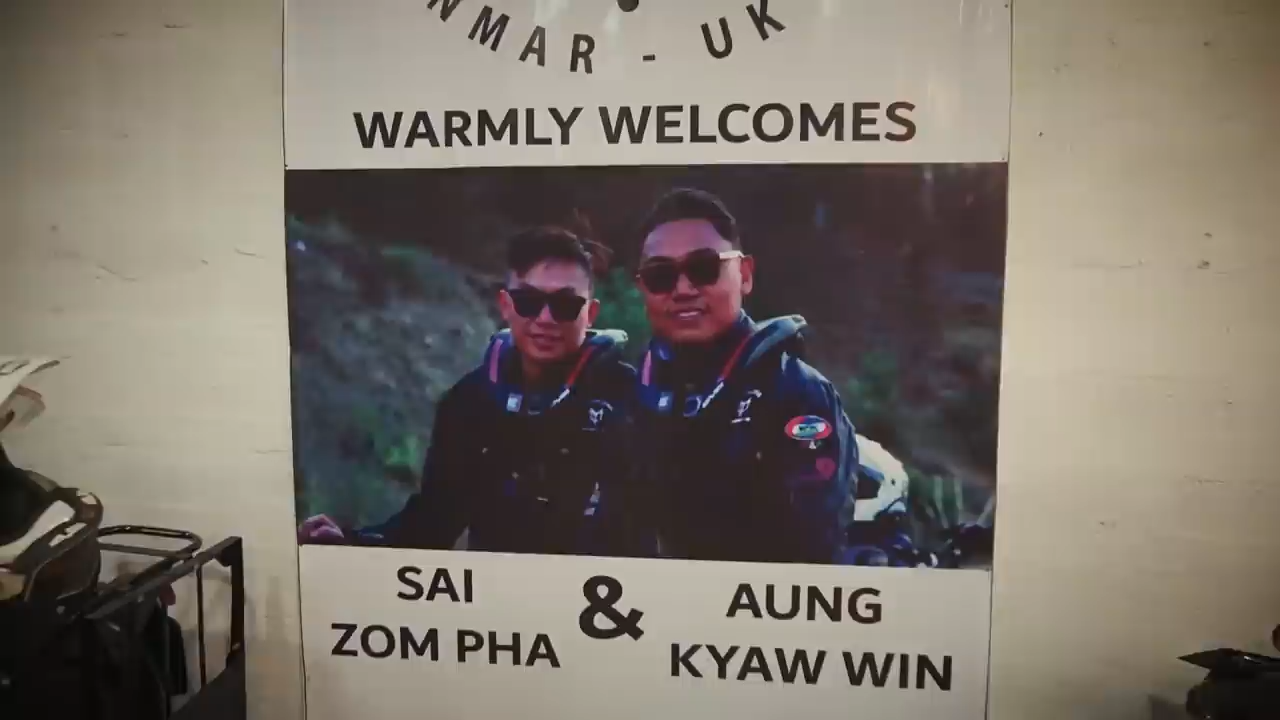 NMAR - UK
WARMLY WELCOMES
SAI
ZOM PHA
&
AUNG
KYAW WIN